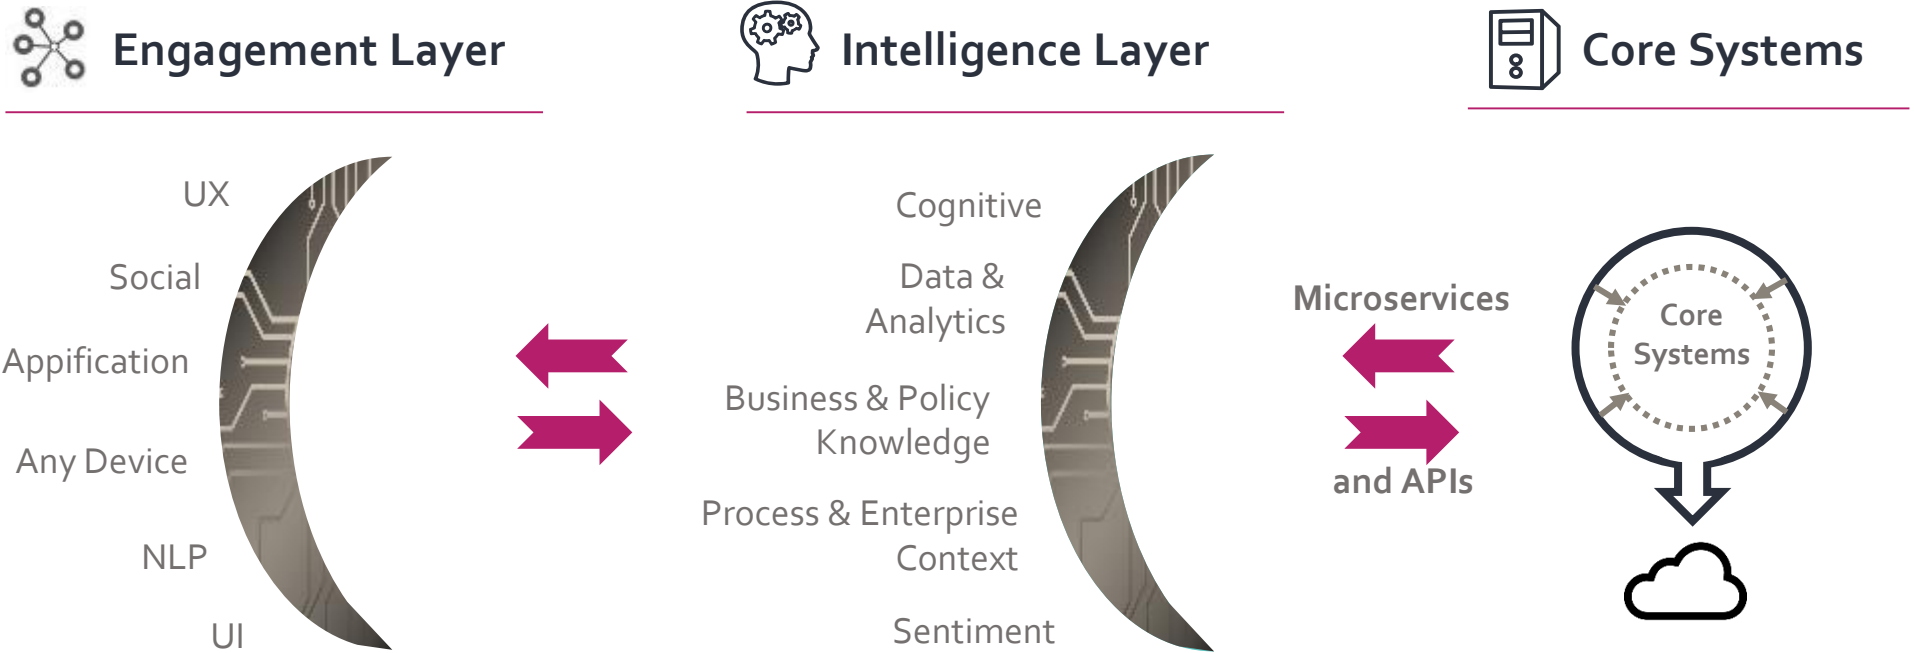 Engagement Layer
UX
Social
Appification
Any Device
NLP
UI
Intelligence Layer
Cognitive
Data &
Analytics
Business & Policy
Knowledge
Process & Enterprise
Context
Sentiment
Microservices
and APIs
Core Systems
Core
Systems